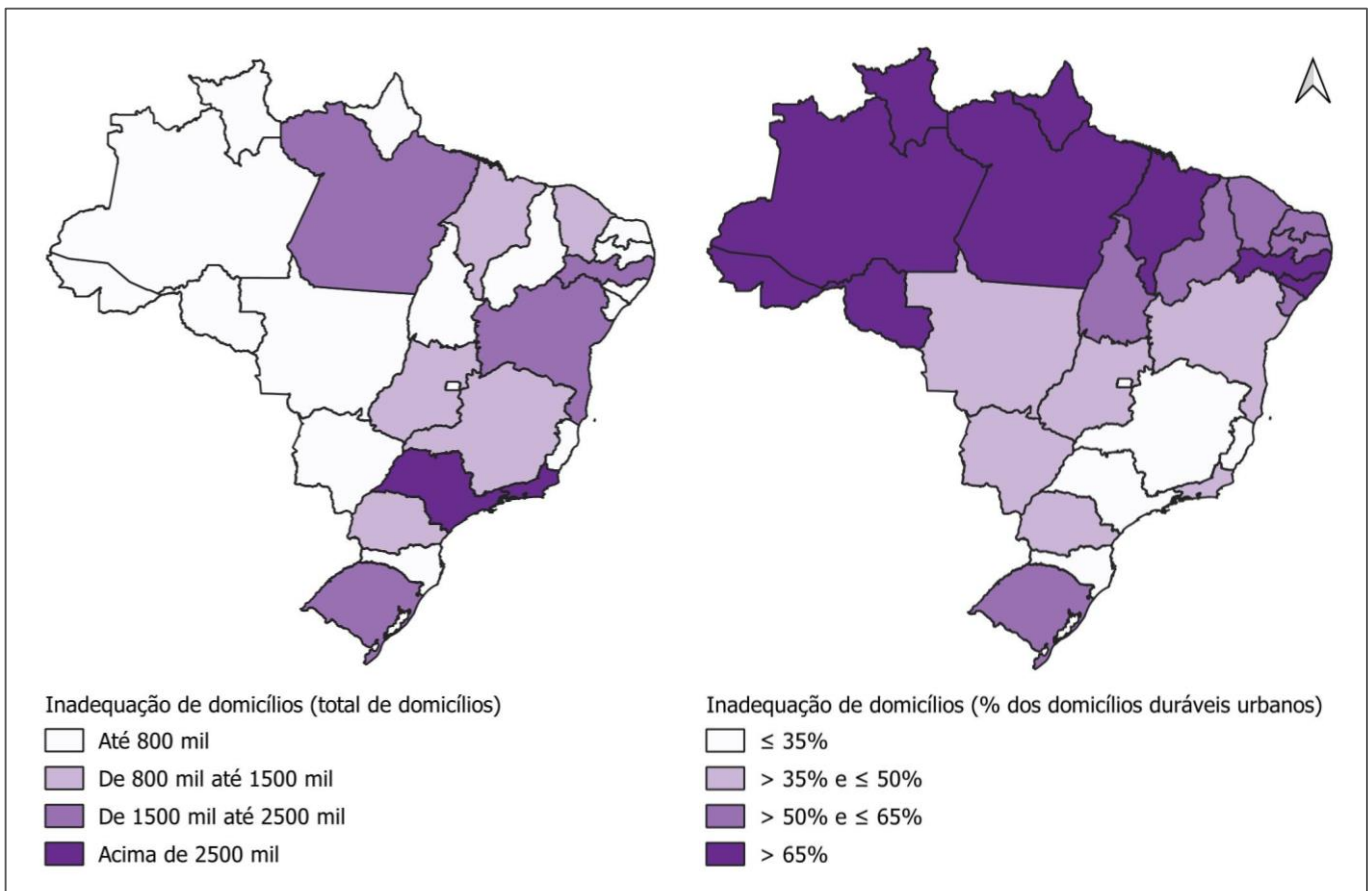 Inadequação de domicílios (total de domicílios)
Até 800 mil
De 800 mil até 1500 mil
De 1500 mil até 2500 mil
Acima de 2500 mil
Inadequação de domicílios (% dos domicílios duráveis urbanos)
≤ 35%
> 35% e ≤ 50%
> 50% e ≤ 65%
> 65%